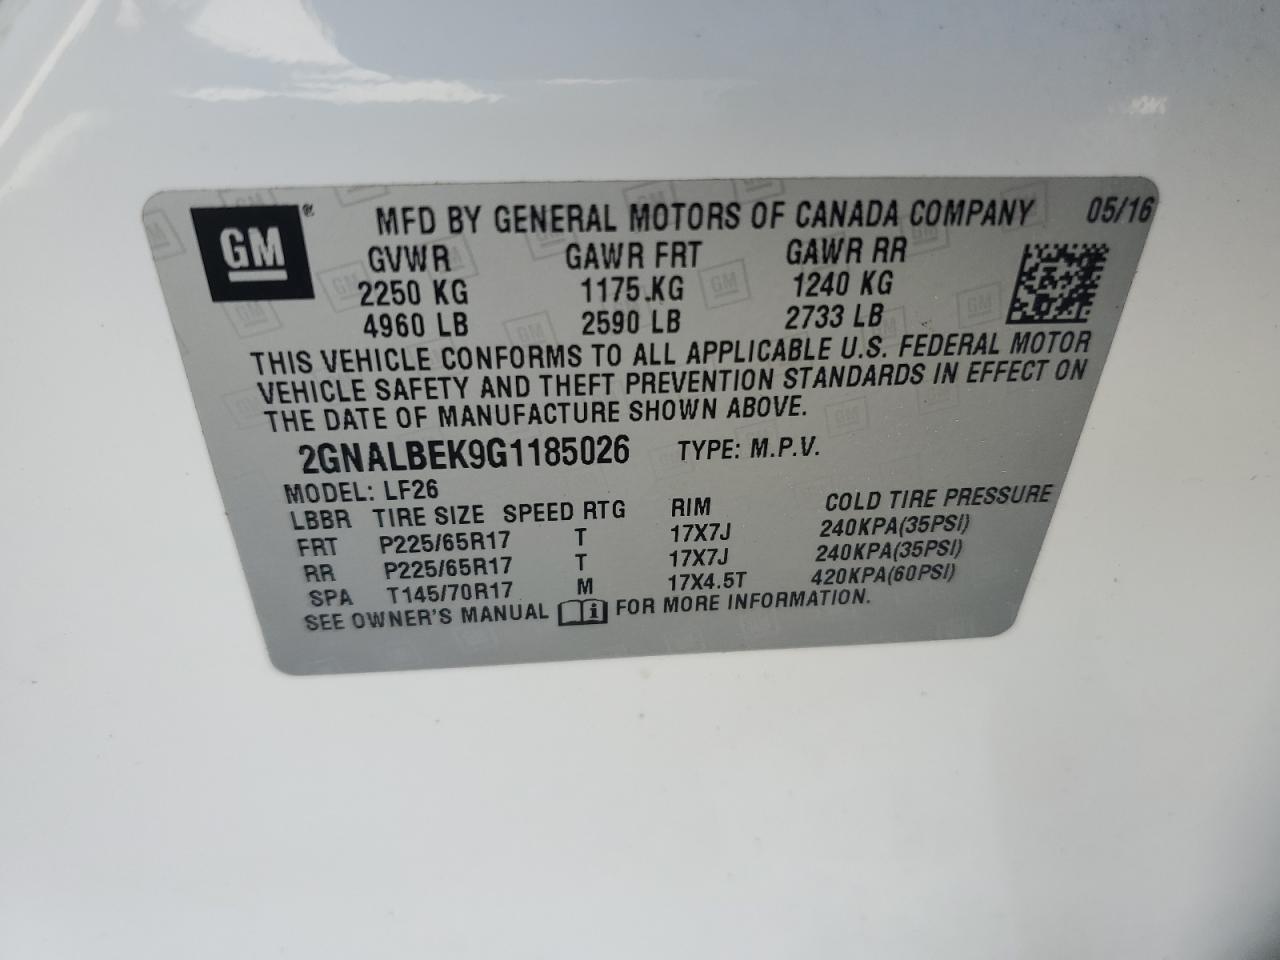 GM® MFD BY GENERAL MOTORS OF CANADA COMPANY 05/16
GVWR GAWR FRT GAWR RR
2250 KG 1175.KG 1240 KG
4960 LB 2590 LB 2733 LB
THIS VEHICLE CONFORMS TO ALL APPLICABLE U.S. FEDERAL MOTOR
VEHICLE SAFETY AND THEFT PREVENTION STANDARDS IN EFFECT ON
THE DATE OF MANUFACTURE SHOWN ABOVE.
2GNALBEK9G1185026 TYPE: M.P.V.
MODEL: LF26
LBBR TIRE SIZE SPEED RTG RIM COLD TIRE PRESSURE
FRT P225/65R17 T 17X7J 240KPA(35PSI)
RR P225/65R17 T 17X7J 240KPA(35PSI)
SPA T145/70R17 M 17X4.5T 420KPA(60PSI)
SEE OWNER'S MANUAL i FOR MORE INFORMATION.